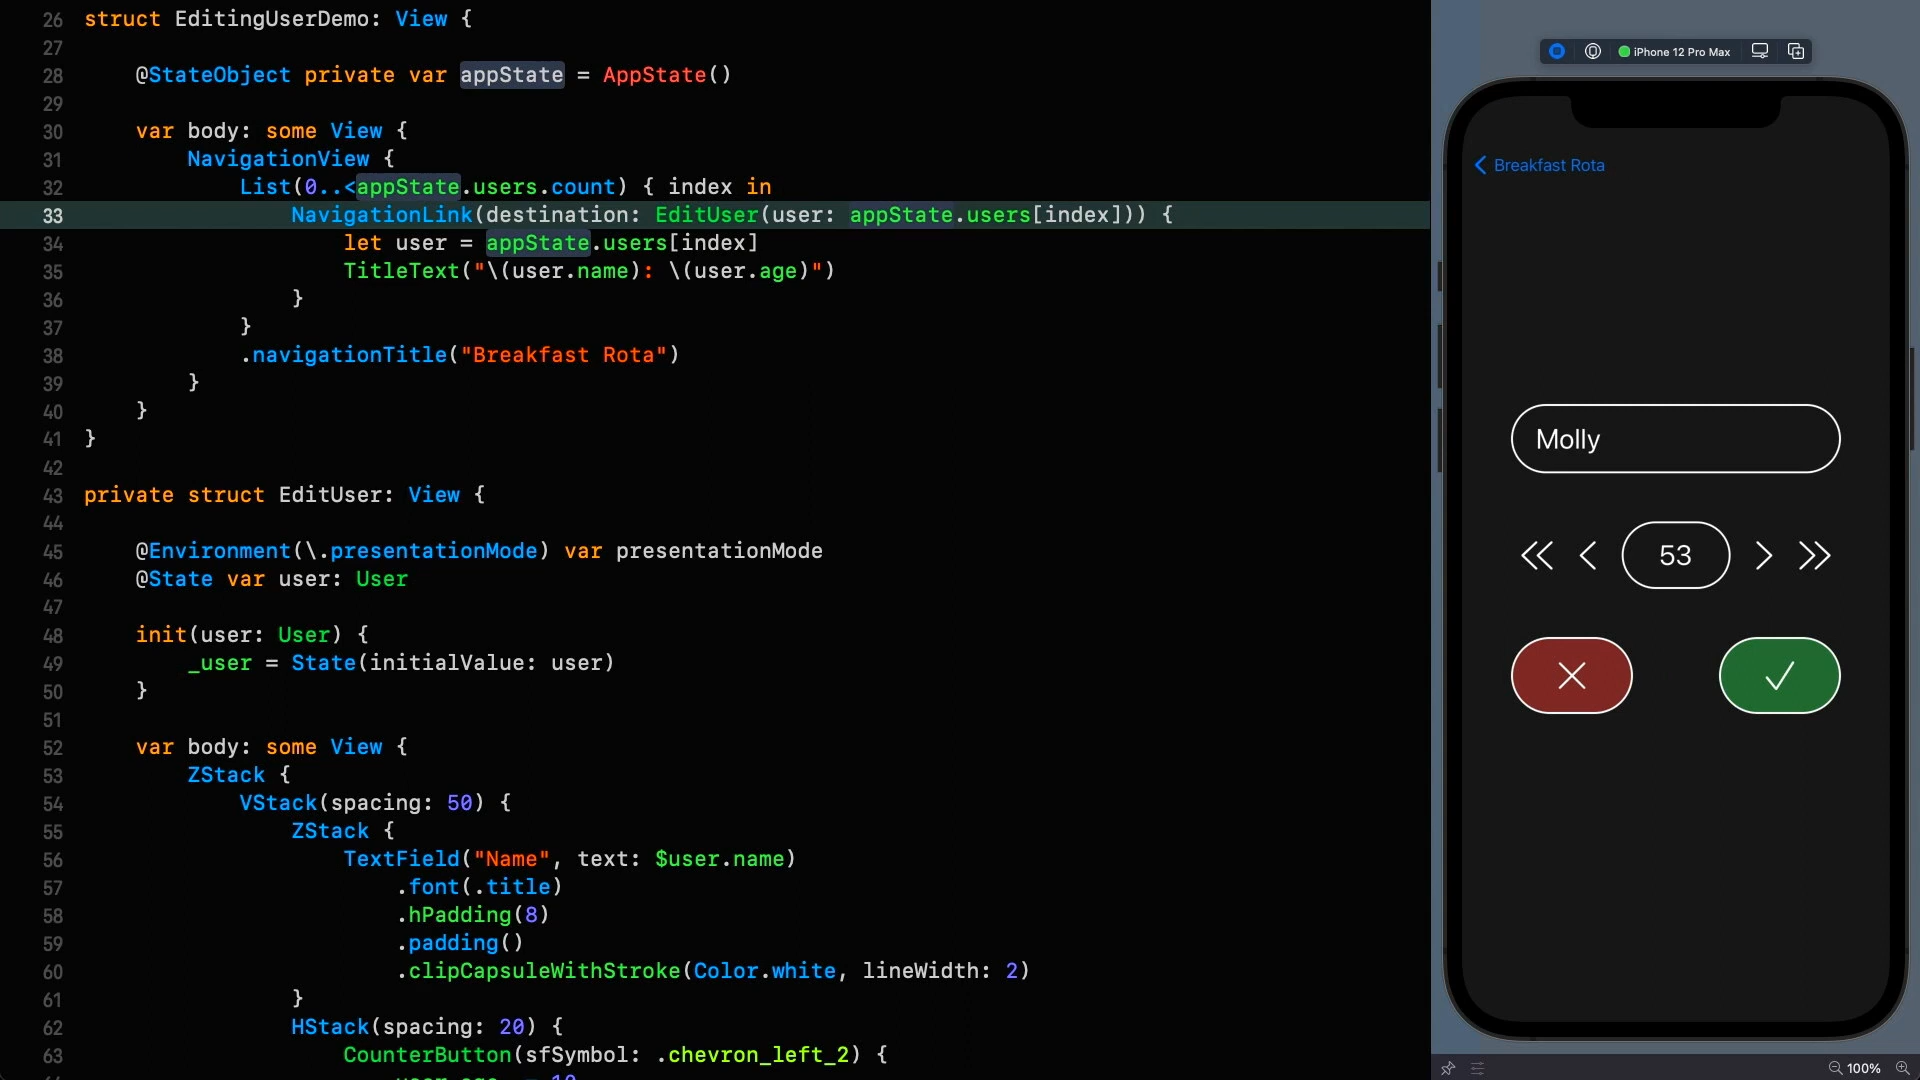 26 struct EditingUserDemo: View {
27
28 @StateObject private var appState = AppState()
29
30 var body: some View {
31 NavigationView {
32 List(0..<appState.users.count) { index in
33 NavigationLink(destination: EditUser(user: appState.users[index])) {
34 let user = appState.users[index]
35 TitleText("\(user.name): \(user.age)")
36 }
37 }
38 .navigationTitle("Breakfast Rota")
39 }
40 }
41 }
42
43 private struct EditUser: View {
44
45 @Environment(\.presentationMode) var presentationMode
46 @State var user: User
47
48 init(user: User) {
49 _user = State(initialValue: user)
50 }
51
52 var body: some View {
53 ZStack {
54 VStack(spacing: 50) {
55 ZStack {
56 TextField("Name", text: $user.name)
57 .font(.title)
58 .hPadding(8)
59 .padding()
60 .clipCapsuleWithStroke(Color.white, lineWidth: 2)
61 }
62 HStack(spacing: 20) {
63 CounterButton(sfSymbol: .chevron_left_2) {
iPhone 12 Pro Max
Breakfast Rota
Molly
53
100%